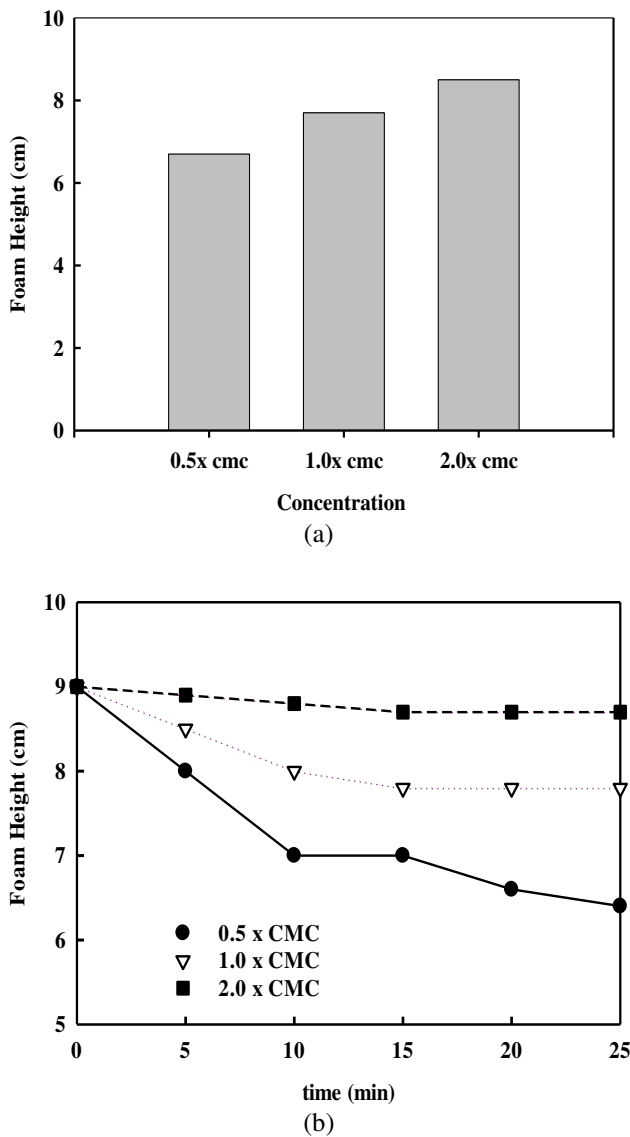 10
8
6
4
2
0
Foam Height (cm)
0.5x cmc 1.0x cmc 2.0x cmc
Concentration
(a)
10
9
8
7
6
5
Foam Height (cm)
0.5 x CMC
1.0 x CMC
2.0 x CMC
0 5 10 15 20 25
time (min)
(b)